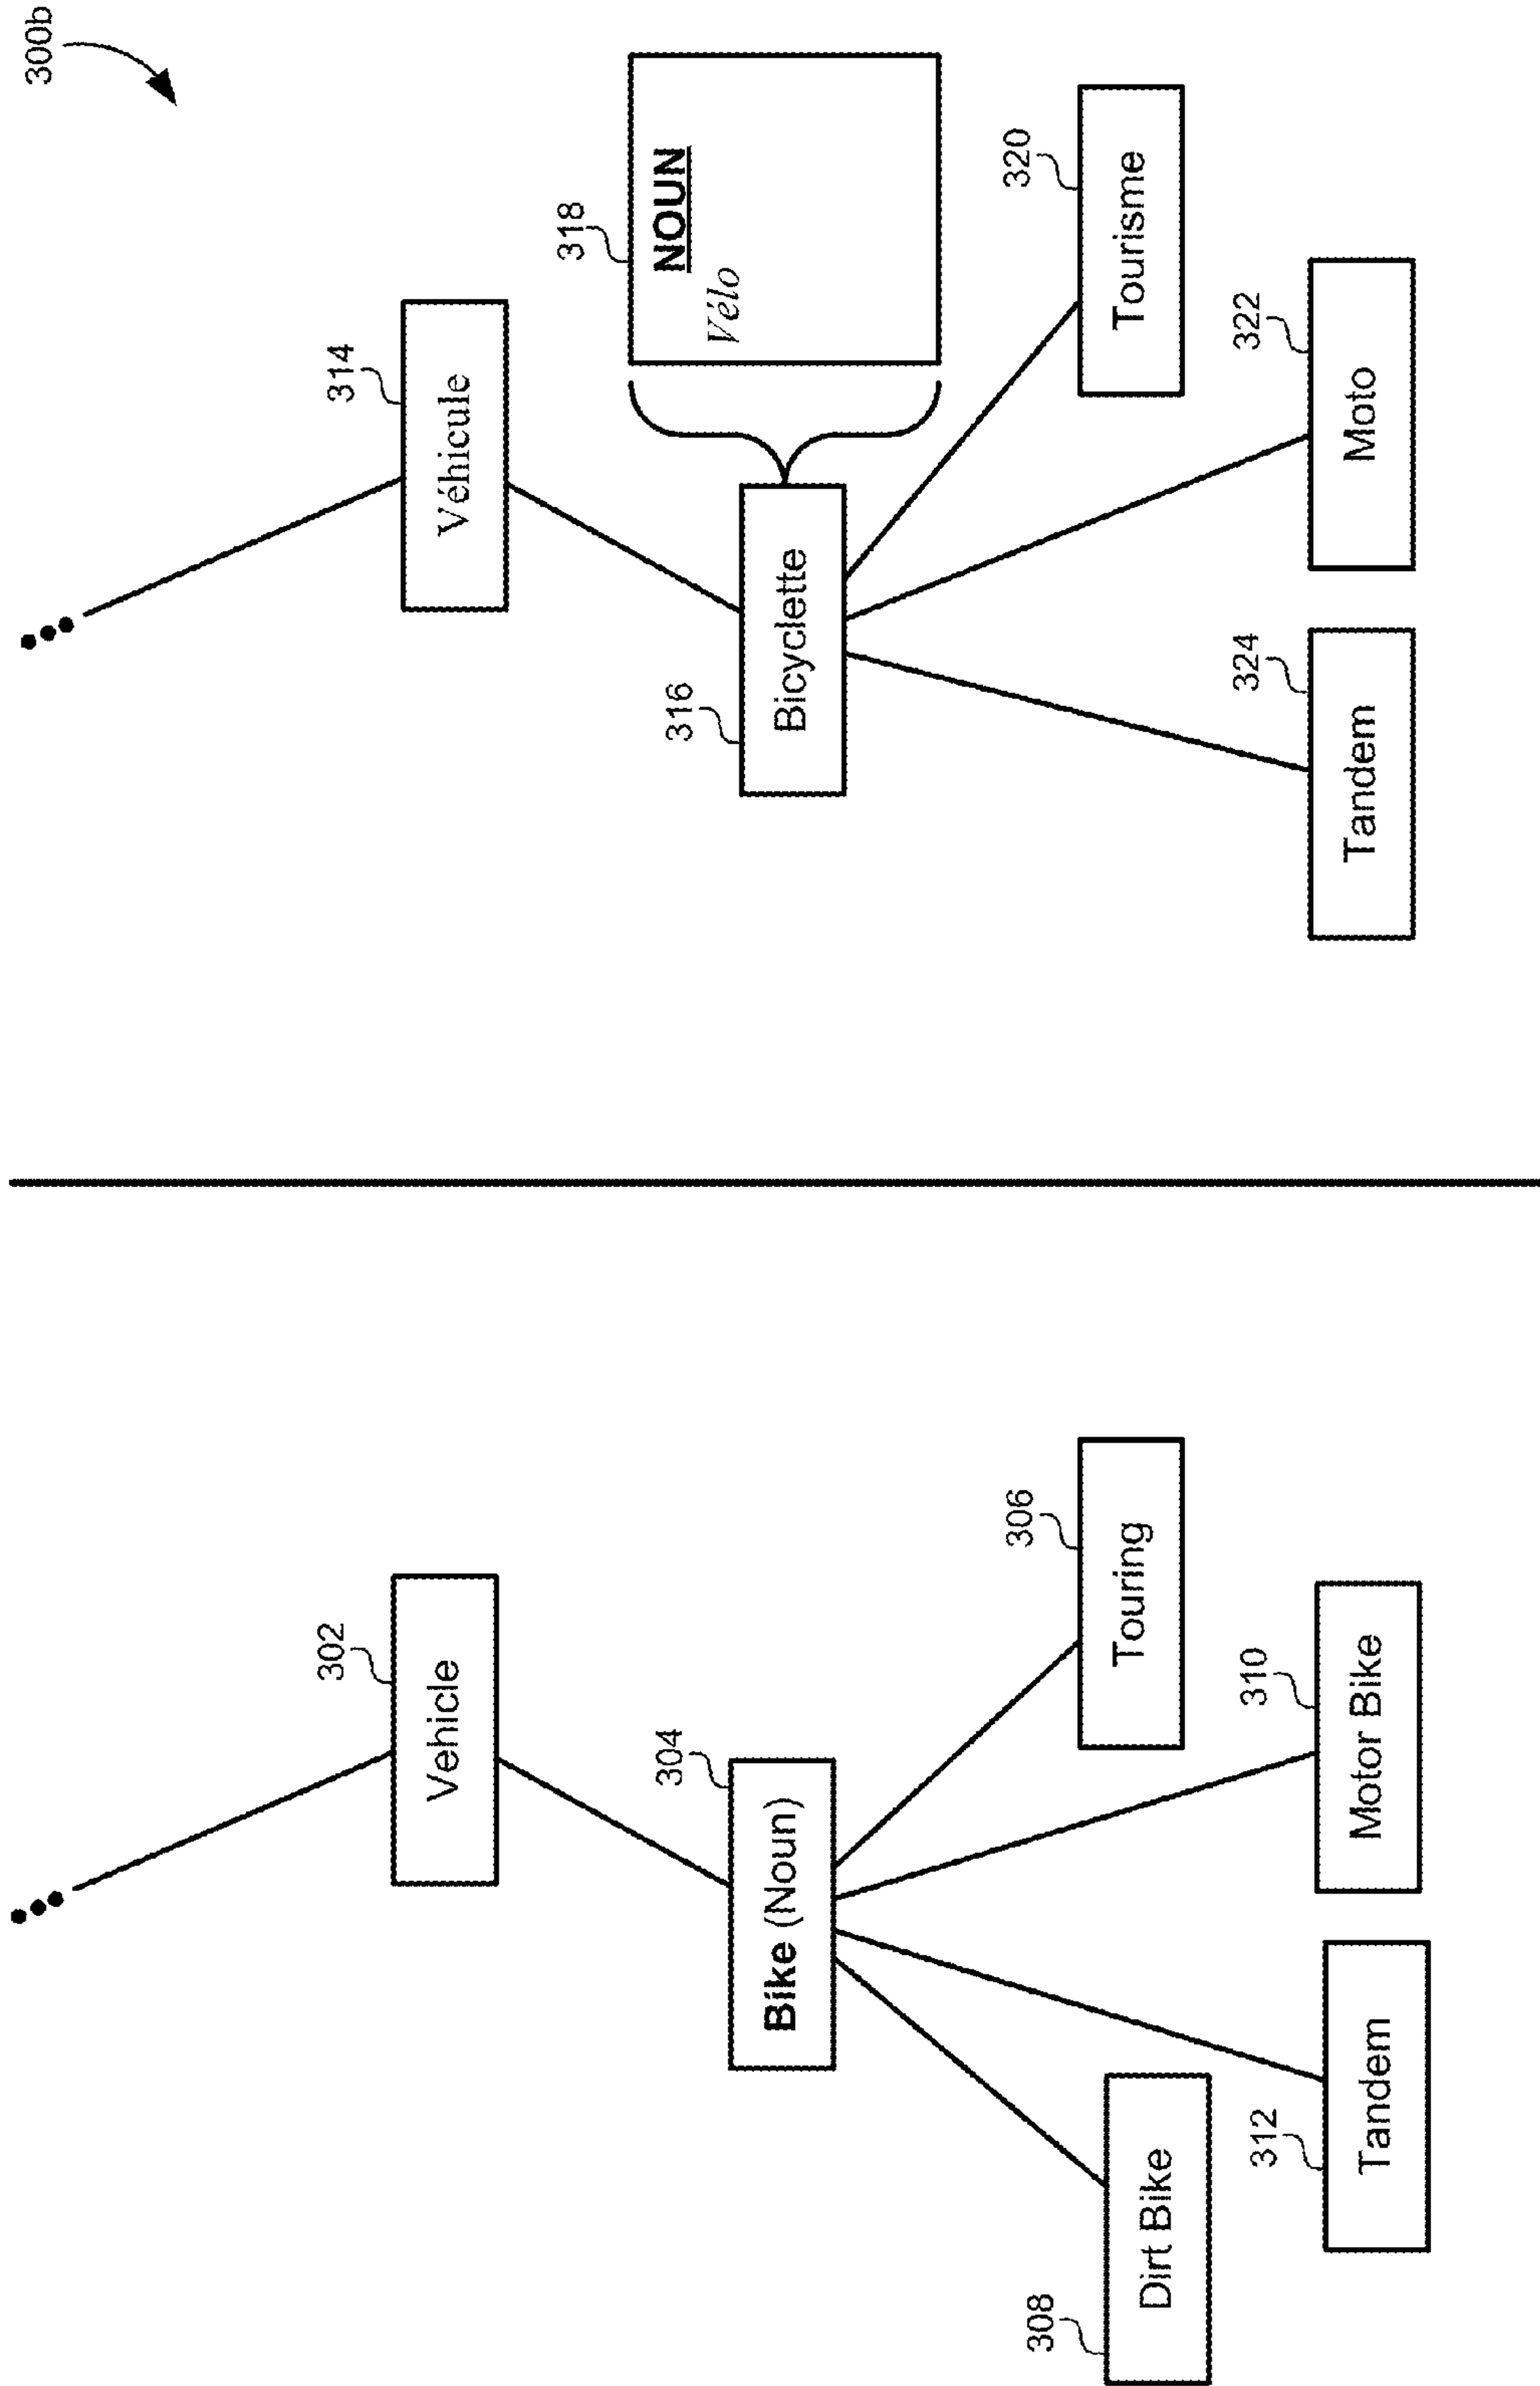 300b
302
Vehicle
304
Bike (Noun)
308
Dirt Bike
306
Touring
312
Tandem
310
Motor Bike
314
Véhicule
316
Bicyclette
318
NOUN
Vélo
320
Tourisme
324
Tandem
322
Moto